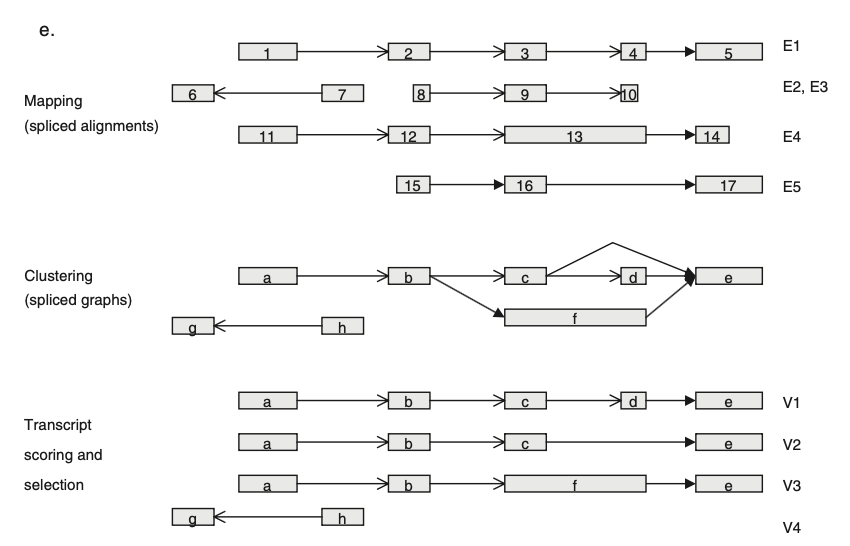 e.
1 2 3 4 5 E1
6 7 8 9 10 E2, E3
Mapping
(spliced alignments)
11 12 13 14 E4
15 16 17 E5
Clustering
(spliced graphs)
a b c d e
g h f
a b c d e V1
Transcript
a b c e V2
scoring and
selection
a b f e V3
g h V4